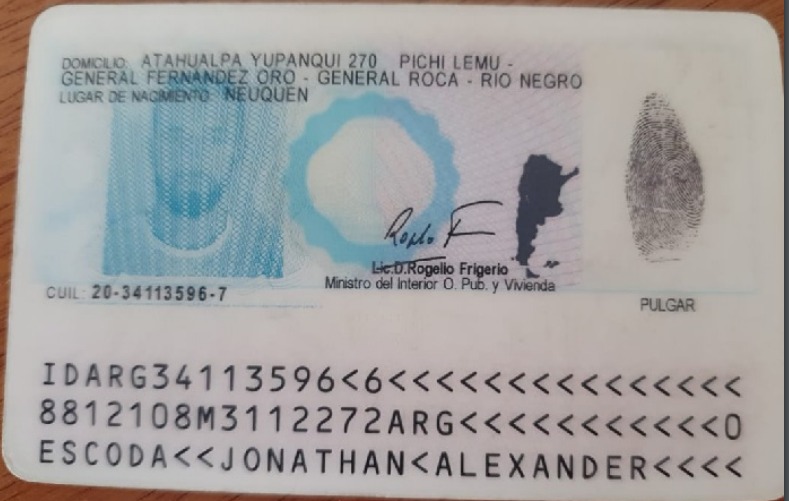 DOMICILIO: ATAHUALPA YUPANQUI 270 PICHI LEMU -
GENERAL FERNANDEZ ORO - GENERAL ROCA - RIO NEGRO
LUGAR DE NACIMIENTO: NEUQUEN
Lic.D.Rogelio Frigerio
Ministro del Interior O. Pub. y Vivienda
CUIL: 20-34113596-7
PULGAR
IDARG34113596<6<<<<<<<<<<<<<<<
8812108M3112272ARG<<<<<<<<<<<0
ESCODA<<JONATHAN<ALEXANDER<<<<